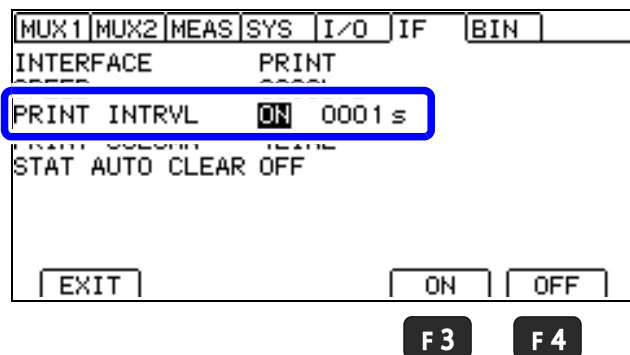 MUX1 MUX2 MEAS SYS I/O IF BIN
INTERFACE PRINT
PRINT INTRVL ON 0001s
STAT AUTO CLEAR OFF
EXIT ON OFF
F3 F4